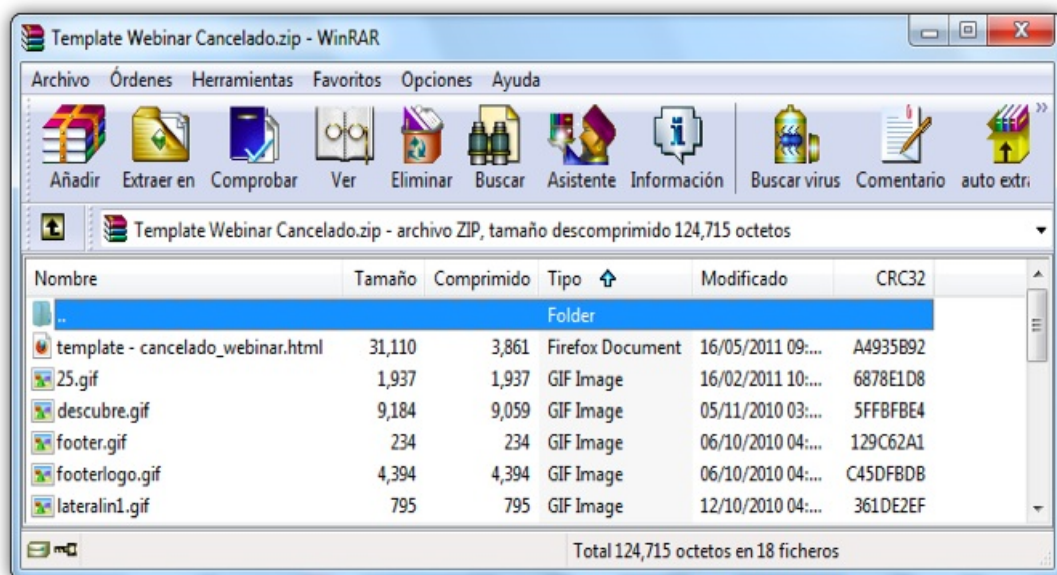 Template Webinar Cancelado.zip - WinRAR
Archivo Órdenes Herramientas Favoritos Opciones Ayuda
Añadir Extraer en Comprobar Ver Eliminar Buscar Asistente Información Buscar virus Comentario auto extra
Template Webinar Cancelado.zip - archivo ZIP, tamaño descomprimido 124,715 octetos
Nombre Tamaño Comprimido Tipo Modificado CRC32
.. Folder
template - cancelado_webinar.html 31,110 3,861 Firefox Document 16/05/2011 09:... A4935B92
25.gif 1,937 1,937 GIF Image 16/02/2011 10:... 6878E1D8
descubre.gif 9,184 9,059 GIF Image 05/11/2010 03:... 5FFBFBE4
footer.gif 234 234 GIF Image 06/10/2010 04:... 129C62A1
footerlogo.gif 4,394 4,394 GIF Image 06/10/2010 04:... C45DFBDB
lateralin1.gif 795 795 GIF Image 12/10/2010 04:... 361DE2EF
Total 124,715 octetos en 18 ficheros